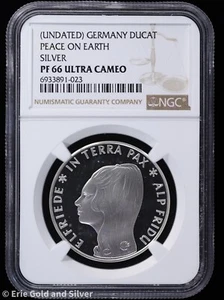 (UNDATED) GERMANY DUCAT
PEACE ON EARTH
SILVER
PF 66 ULTRA CAMEO
6933891-023
NUMISMATIC GUARANTY COMPANY
NGC
ELFRIEDE * IN TERRA PAX * ALP FRIDU
© Erie Gold and Silver